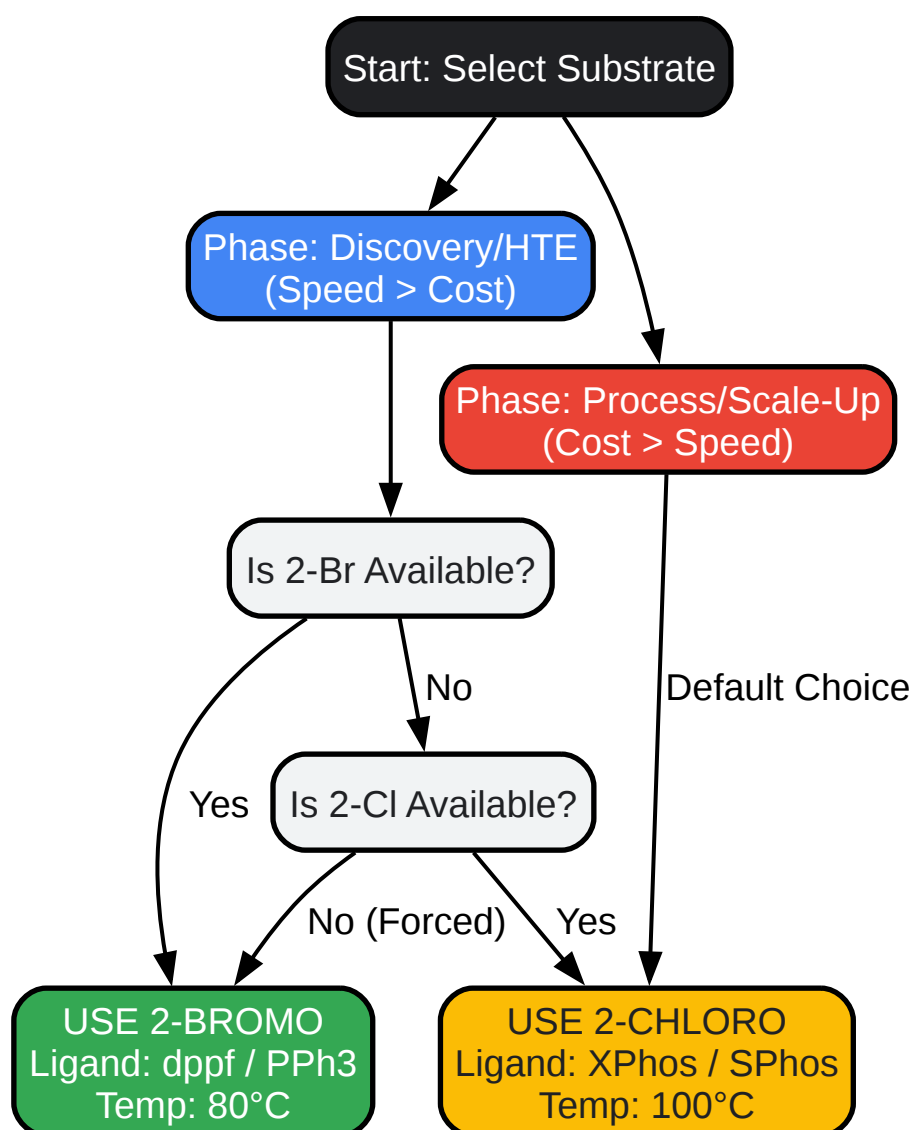 Start: Select Substrate
Phase: Discovery/HTE
(Speed > Cost)
Phase: Process/Scale-Up
(Cost > Speed)
Is 2-Br Available?
No
Default Choice
Yes
Is 2-Cl Available?
No (Forced)
Yes
USE 2-BROMO
Ligand: dppf / PPh3
Temp: 80°C
USE 2-CHLORO
Ligand: XPhos / SPhos
Temp: 100°C